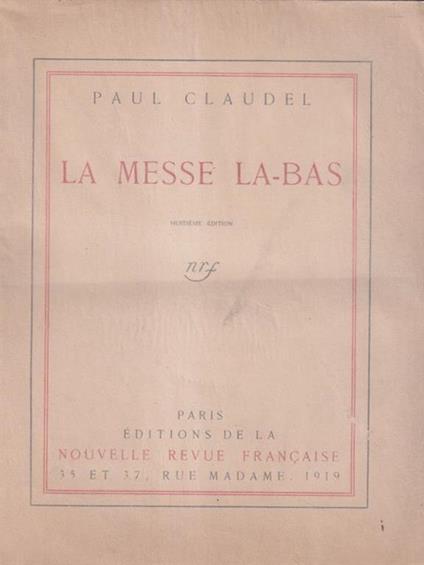 PAUL CLAUDEL
LA MESSE LA-BAS
HUITIÈME ÉDITION
nrf
PARIS
ÉDITIONS DE LA
NOUVELLE REVUE FRANÇAISE
35 ET 37, RUE MADAME. 1919